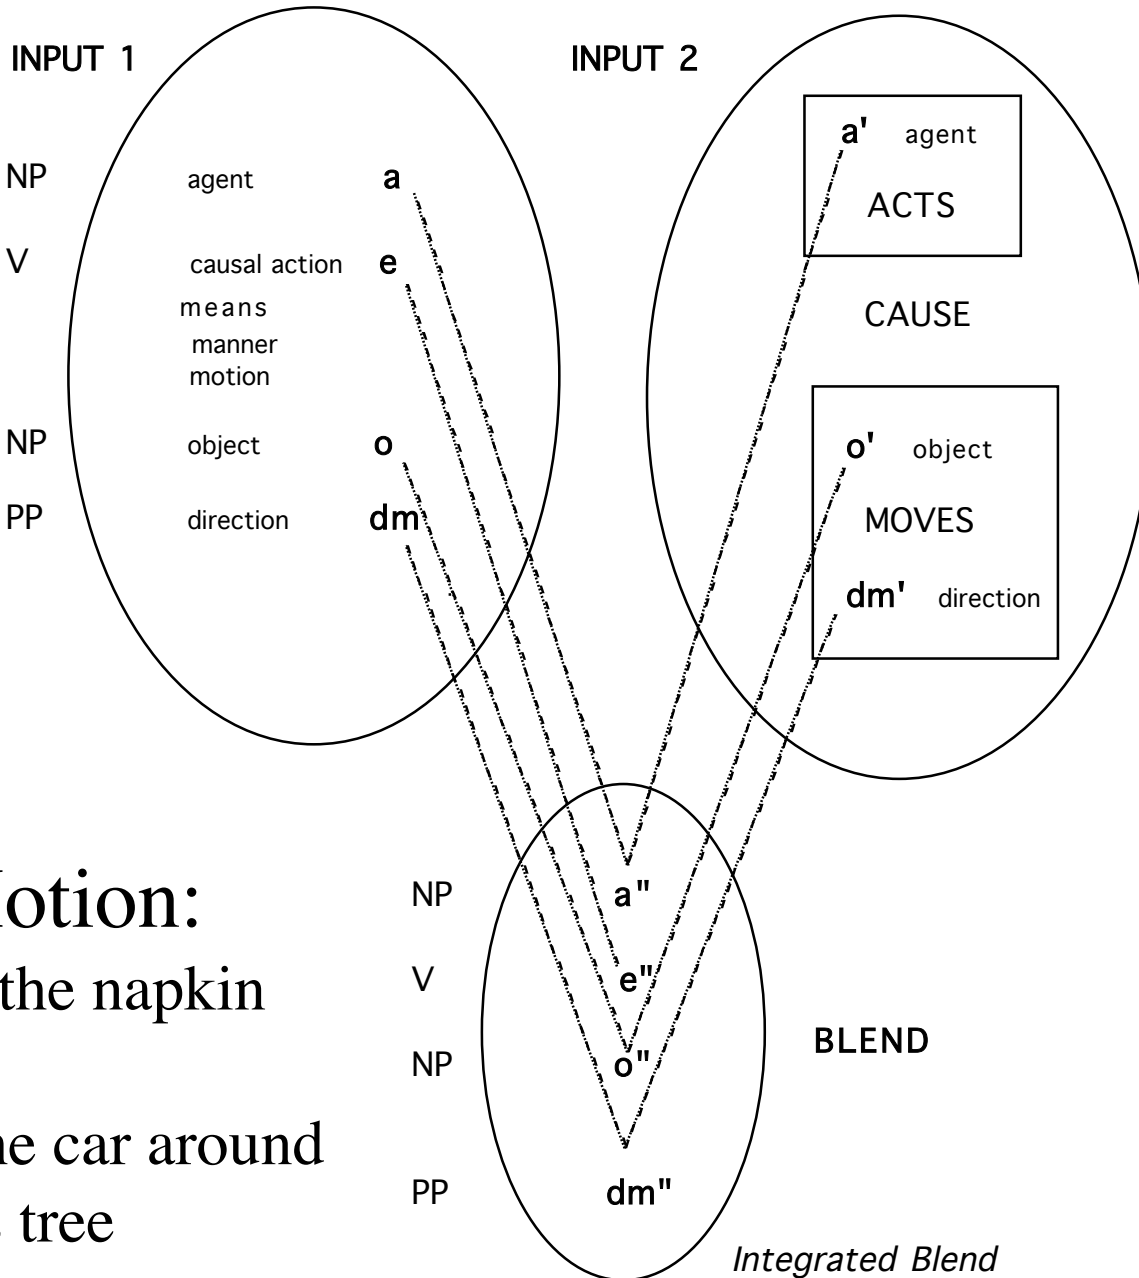 INPUT 1
NP agent a
V causal action e
means
manner
motion
NP object o
PP direction dm
INPUT 2
a' agent
ACTS
CAUSE
o' object
MOVES
dm' direction
NP a"
V e"
NP o"
PP dm"
BLEND
Integrated Blend
otion:
the napkin
car around
tree